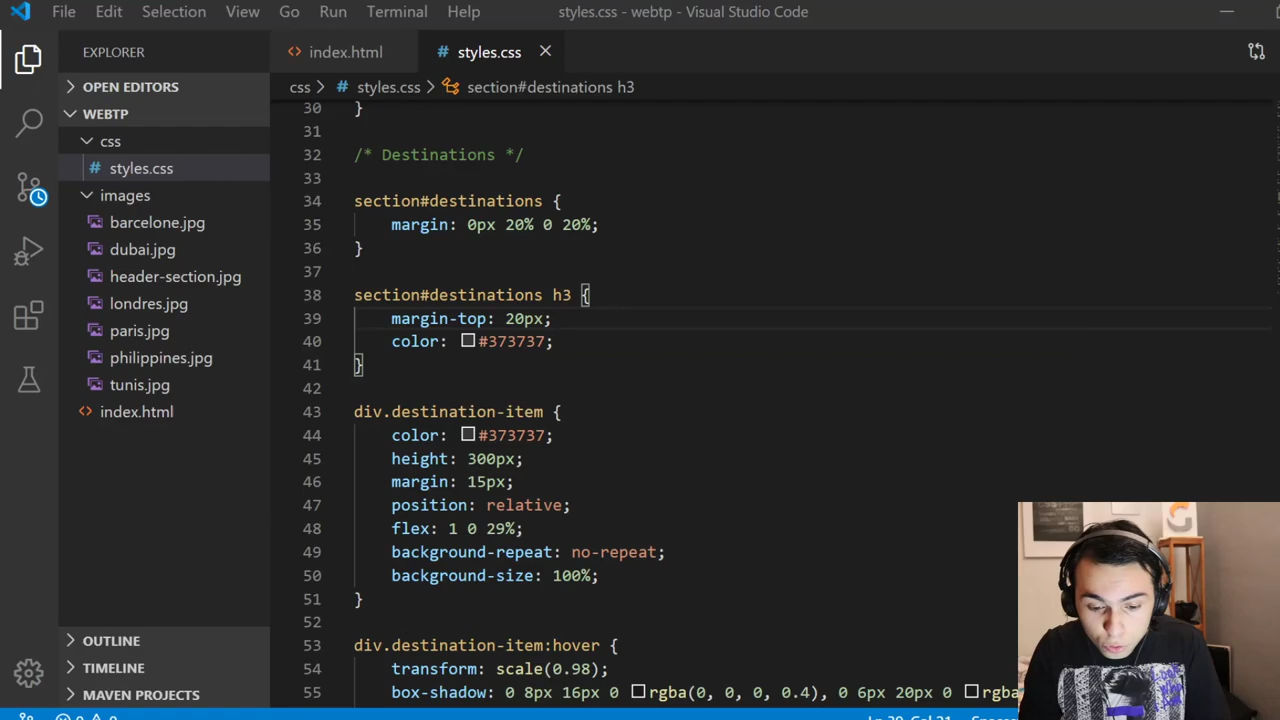 File Edit Selection View Go Run Terminal Help styles.css - webtp - Visual Studio Code
EXPLORER
OPEN EDITORS
WEBTP
css
# styles.css
images
barcelone.jpg
dubai.jpg
header-section.jpg
londres.jpg
paris.jpg
philippines.jpg
tunis.jpg
<> index.html
OUTLINE
TIMELINE
MAVEN PROJECTS
<> index.html # styles.css ×
css > # styles.css > section#destinations h3
30 }
31
32 /* Destinations */
33
34 section#destinations {
35 margin: 0px 20% 0 20%;
36 }
37
38 section#destinations h3 {
39 margin-top: 20px;
40 color: #373737;
41 }
42
43 div.destination-item {
44 color: #373737;
45 height: 300px;
46 margin: 15px;
47 position: relative;
48 flex: 1 0 29%;
49 background-repeat: no-repeat;
50 background-size: 100%;
51 }
52
53 div.destination-item:hover {
54 transform: scale(0.98);
55 box-shadow: 0 8px 16px 0 rgba(0, 0, 0, 0.4), 0 6px 20px 0 rgba